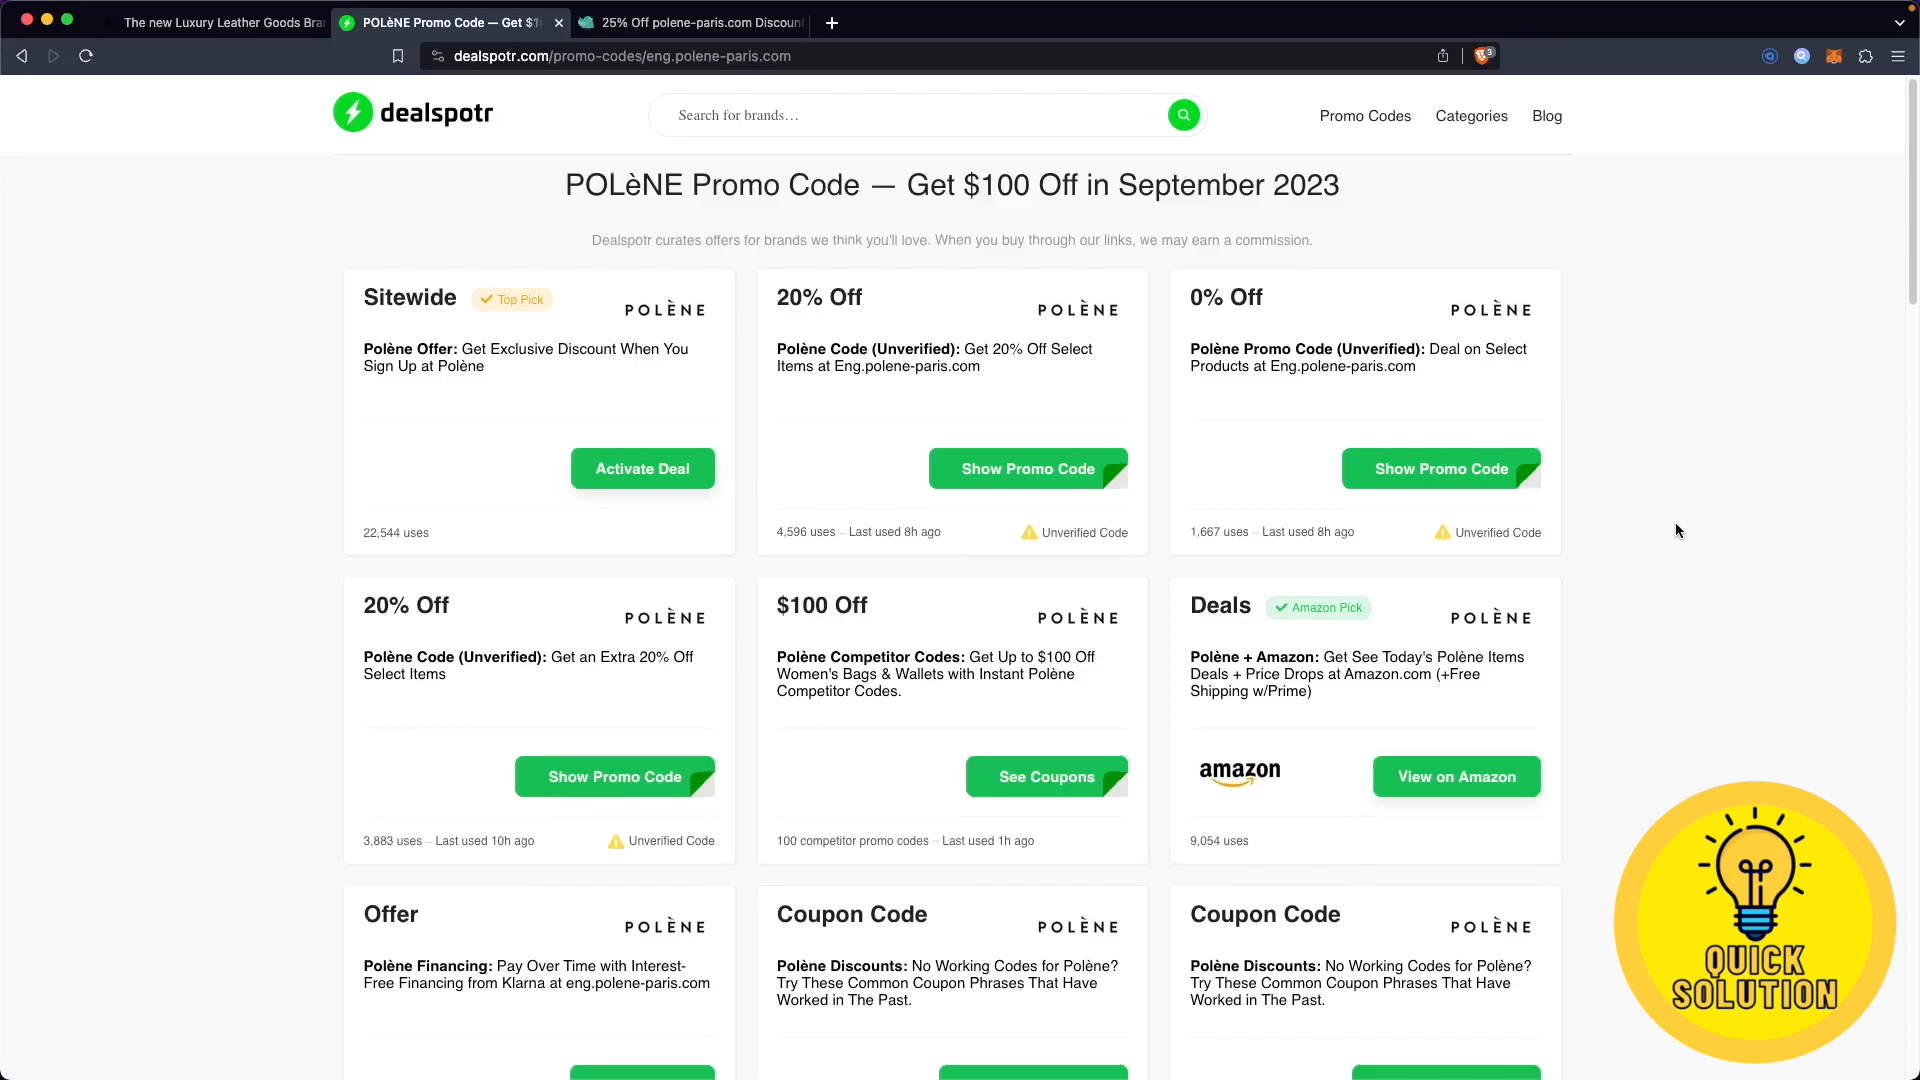 The new Luxury Leather Goods Bra
POLèNE Promo Code — Get $1
25% Off polene-paris.com Discoun
dealspotr.com/promo-codes/eng.polene-paris.com
3
dealspotr
Search for brands…
Promo Codes
Categories
Blog
POLèNE Promo Code — Get $100 Off in September 2023
Dealspotr curates offers for brands we think you'll love. When you buy through our links, we may earn a commission.
Sitewide
Top Pick
POLÈNE
Polène Offer: Get Exclusive Discount When You
Sign Up at Polène
Activate Deal
22,544 uses
20% Off
POLÈNE
Polène Code (Unverified): Get 20% Off Select
Items at Eng.polene-paris.com
Show Promo Code
4,596 uses – Last used 8h ago
Unverified Code
0% Off
POLÈNE
Polène Promo Code (Unverified): Deal on Select
Products at Eng.polene-paris.com
Show Promo Code
1,667 uses – Last used 8h ago
Unverified Code
20% Off
POLÈNE
Polène Code (Unverified): Get an Extra 20% Off
Select Items
Show Promo Code
3,883 uses – Last used 10h ago
Unverified Code
$100 Off
POLÈNE
Polène Competitor Codes: Get Up to $100 Off
Women's Bags & Wallets with Instant Polène
Competitor Codes.
See Coupons
100 competitor promo codes – Last used 1h ago
Deals
Amazon Pick
POLÈNE
Polène + Amazon: Get See Today's Polène Items
Deals + Price Drops at Amazon.com (+Free
Shipping w/Prime)
amazon
View on Amazon
9,054 uses
Offer
POLÈNE
Polène Financing: Pay Over Time with Interest-
Free Financing from Klarna at eng.polene-paris.com
Coupon Code
POLÈNE
Polène Discounts: No Working Codes for Polène?
Try These Common Coupon Phrases That Have
Worked in The Past.
Coupon Code
POLÈNE
Polène Discounts: No Working Codes for Polène?
Try These Common Coupon Phrases That Have
Worked in The Past.
QUICK
SOLUTION